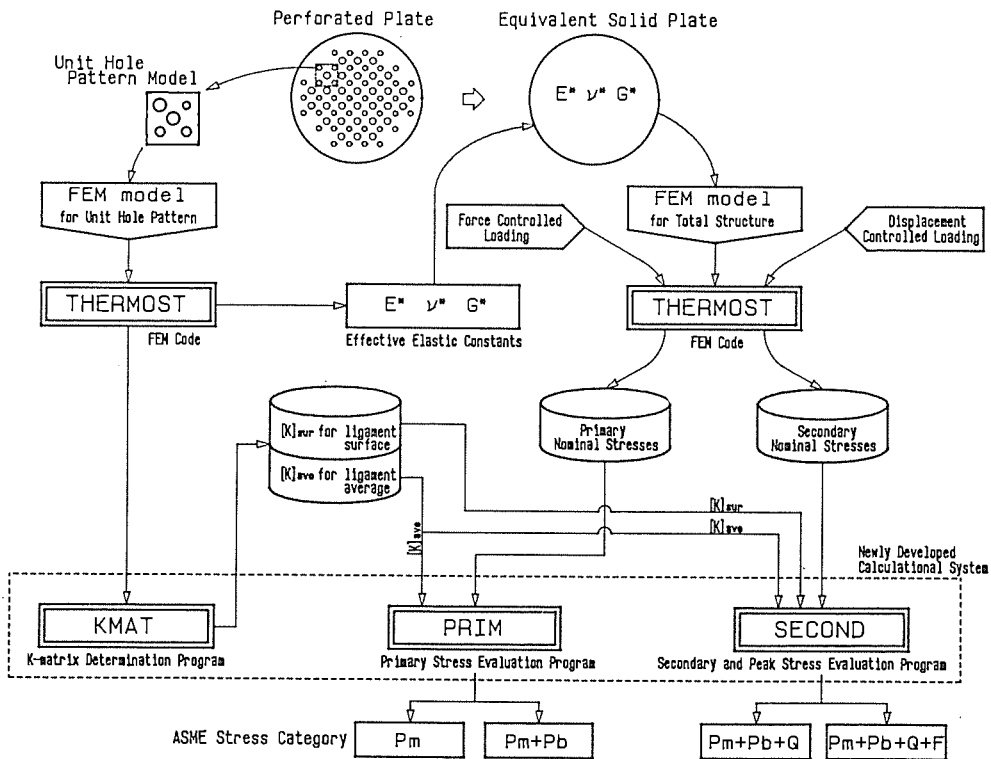 Perforated Plate
Equivalent Solid Plate
Unit Hole
Pattern Model
E* ν* G*
FEM model
for Unit Hole Pattern
FEM model
for Total Structure
Force Controlled
Loading
Displacement
Controlled Loading
THERMOST
FEM Code
E* ν* G*
Effective Elastic Constants
THERMOST
FEM Code
[K]sur for ligament
surface
[K]ave for ligament
average
Primary
Nominal Stresses
Secondary
Nominal Stresses
[K]sur
[K]ave
[K]ave
Newly Developed
Calculational System
KMAT
K-matrix Determination Program
PRIM
Primary Stress Evaluation Program
SECOND
Secondary and Peak Stress Evaluation Program
ASME Stress Category
Pm
Pm+Pb
Pm+Pb+Q
Pm+Pb+Q+F